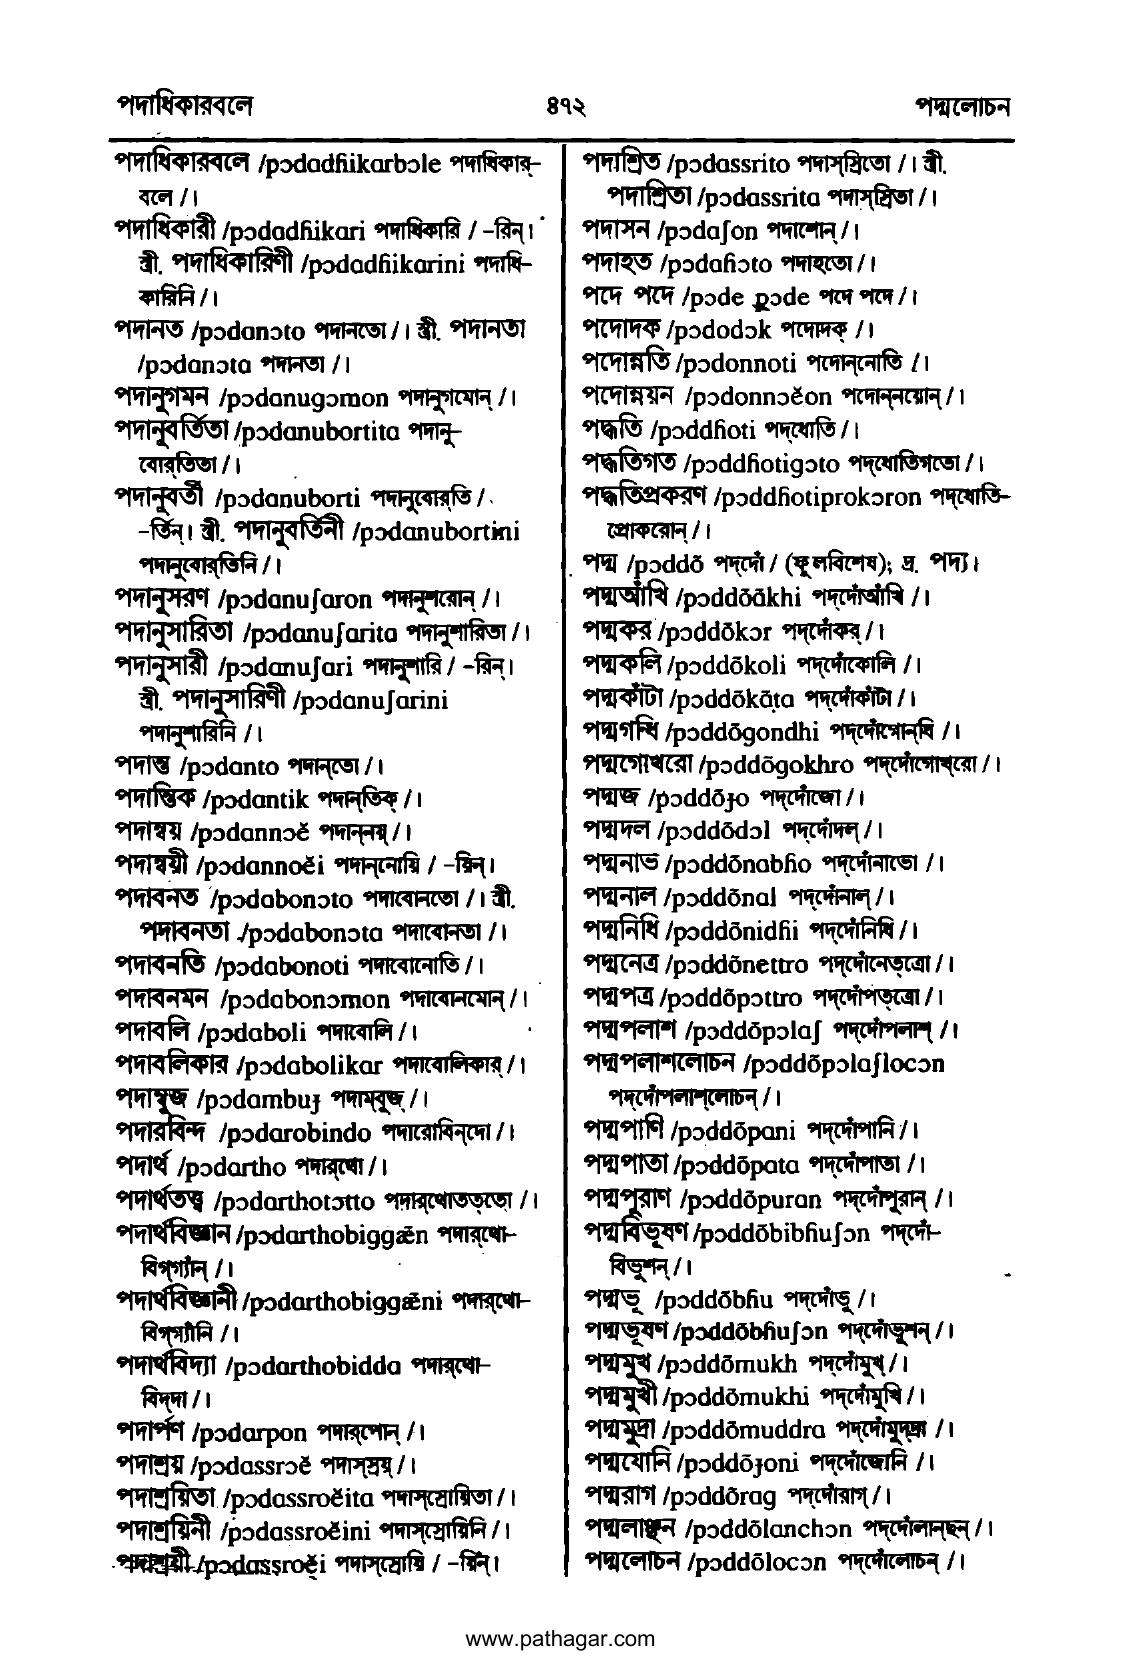 পদাধিকারবলে ৪৭২ পদ্মলোচন
পদাধিকারবলে /pɔdadɦikarbɔle পদাধিকার্-
বলে /।
পদাধিকারী /pɔdadɦikari পদাধিকারি / -রিন্।
স্ত্রী. পদাধিকারিণী /pɔdadɦikarini পদাধি-
কারিনি /।
পদানত /pɔdanɔto পদানতো /। স্ত্রী. পদানতা
/pɔdanɔta পদানতা /।
পদানুগমন /pɔdanugɔmon পদানুগমোন্ /।
পদানুবর্তিতা /pɔdanubortita পদানু-
বোর্‌তিতা /।
পদানুবর্তী /pɔdanuborti পদানুবোর্‌তি /
-র্তিন্। স্ত্রী. পদানুবর্তিনী /pɔdanubortini
পদানুবোর্‌তিনি /।
পদানুসরণ /pɔdanuʃaron পদানুশরোন্ /।
পদানুসারিতা /pɔdanuʃarita পদানুশারিতা /।
পদানুসারী /pɔdanuʃari পদানুশারি / -রিন্।
স্ত্রী. পদানুসারিণী /pɔdanuʃarini
পদানুশারিনি /।
পদান্ত /pɔdanto পদান্‌তো /।
পদান্তিক /pɔdantik পদান্‌তিক্ /।
পদান্বয় /pɔdannɔĕ পদান্‌নয়্ /।
পদান্বয়ী /pɔdannoĕi পদান্‌নোয়ি / -য়িন্।
পদাবনত /pɔdabonɔto পদাবোনতো /। স্ত্রী.
পদাবনতা /pɔdabonɔta পদাবোনতা /।
পদাবনতি /pɔdabonoti পদাবোনোতি /।
পদাবনমন /pɔdabonɔmon পদাবোনমোন্ /।
পদাবলি /pɔdaboli পদাবোলি /।
পদাবলিকার /pɔdabolikar পদাবোলিকার্ /।
পদাম্বুজ /pɔdambuɟ পদাম্‌বুজ্ /।
পদারবিন্দ /pɔdarobindo পদারোবিন্‌দো /।
পদার্থ /pɔdartho পদার্‌থো /।
পদার্থতত্ত্ব /pɔdarthotɔtto পদার্‌থোতত্‌তো /।
পদার্থবিজ্ঞান /pɔdarthobiggæ̃n পদার্‌থো-
বিগ্‌গ্যাঁন্ /।
পদার্থবিজ্ঞানী /pɔdarthobiggæ̃ni পদার্‌থো-
বিগ্‌গ্যাঁনি /।
পদার্থবিদ্যা /pɔdarthobidda পদার্‌থো-
বিদ্‌দা /।
পদার্পণ /pɔdarpon পদার্‌পোন্ /।
পদাশ্রয় /pɔdassrɔĕ পদাস্‌স্রয়্ /।
পদাশ্রয়িতা /pɔdassroĕita পদাস্‌স্রোয়িতা /।
পদাশ্রয়িনী /pɔdassroĕini পদাস্‌স্রোয়িনি /।
পদাশ্রয়ী /pɔdassroĕi পদাস্‌স্রোয়ি / -য়িন্।
পদাশ্রিত /pɔdassrito পদাস্‌স্রিতো /। স্ত্রী.
পদাশ্রিতা /pɔdassrita পদাস্‌স্রিতা /।
পদাসন /pɔdaʃon পদাশোন্ /।
পদাহত /pɔdaɦɔto পদাহতো /।
পদে পদে /pɔde pɔde পদে পদে /।
পদোদক /pɔdodɔk পদোদক্ /।
পদোন্নতি /pɔdonnoti পদোন্‌নোতি /।
পদোন্নয়ন /pɔdonnɔĕon পদোন্‌নয়োন্ /।
পদ্ধতি /pɔddɦoti পদ্‌ধোতি /।
পদ্ধতিগত /pɔddɦotigɔto পদ্‌ধোতিগতো /।
পদ্ধতিপ্রকরণ /pɔddɦotiprokɔron পদ্‌ধোতি-
প্রোকরোন্ /।
পদ্ম /pɔddõ পদ্‌দোঁ / (ফুলবিশেষ); দ্র. পদ্য।
পদ্মআঁখি /pɔddõãkhi পদ্‌দোঁআঁখি /।
পদ্মকর /pɔddõkɔr পদ্‌দোঁকর্ /।
পদ্মকলি /pɔddõkoli পদ্‌দোঁকোলি /।
পদ্মকাঁটা /pɔddõkãṭa পদ্‌দোঁকাঁটা /।
পদ্মগন্ধি /pɔddõgondhi পদ্‌দোঁগোন্‌ধি /।
পদ্মগোখরো /pɔddõgokhro পদ্‌দোঁগোখ্‌রো /।
পদ্মজ /pɔddõɟo পদ্‌দোঁজো /।
পদ্মদল /pɔddõdɔl পদ্‌দোঁদল্ /।
পদ্মনাভ /pɔddõnabɦo পদ্‌দোঁনাভো /।
পদ্মনাল /pɔddõnal পদ্‌দোঁনাল্ /।
পদ্মনিধি /pɔddõnidɦi পদ্‌দোঁনিধি /।
পদ্মনেত্র /pɔddõnettro পদ্‌দোঁনেত্‌ত্রো /।
পদ্মপত্র /pɔddõpɔttro পদ্‌দোঁপত্‌ত্রো /।
পদ্মপলাশ /pɔddõpɔlaʃ পদ্‌দোঁপলাশ্ /।
পদ্মপলাশলোচন /pɔddõpɔlaʃlocɔn
পদ্‌দোঁপলাশ্‌লোচন্ /।
পদ্মপাণি /pɔddõpani পদ্‌দোঁপানি /।
পদ্মপাতা /pɔddõpata পদ্‌দোঁপাতা /।
পদ্মপুরাণ /pɔddõpuran পদ্‌দোঁপুরান্ /।
পদ্মবিভূষণ /pɔddõbibɦuʃɔn পদ্‌দোঁ-
বিভুশন্ /।
পদ্মভূ /pɔddõbɦu পদ্‌দোঁভু /।
পদ্মভূষণ /pɔddõbɦuʃɔn পদ্‌দোঁভুশন্ /।
পদ্মমুখ /pɔddõmukh পদ্‌দোঁমুখ্ /।
পদ্মমুখী /pɔddõmukhi পদ্‌দোঁমুখি /।
পদ্মমুদ্রা /pɔddõmuddra পদ্‌দোঁমুদ্‌দ্রা /।
পদ্মযোনি /pɔddõɟoni পদ্‌দোঁজোনি /।
পদ্মরাগ /pɔddõrag পদ্‌দোঁরাগ্ /।
পদ্মলাঞ্ছন /pɔddõlanchɔn পদ্‌দোঁলান্‌ছন্ /।
পদ্মলোচন /pɔddõlocɔn পদ্‌দোঁলোচন্ /।
www.pathagar.com